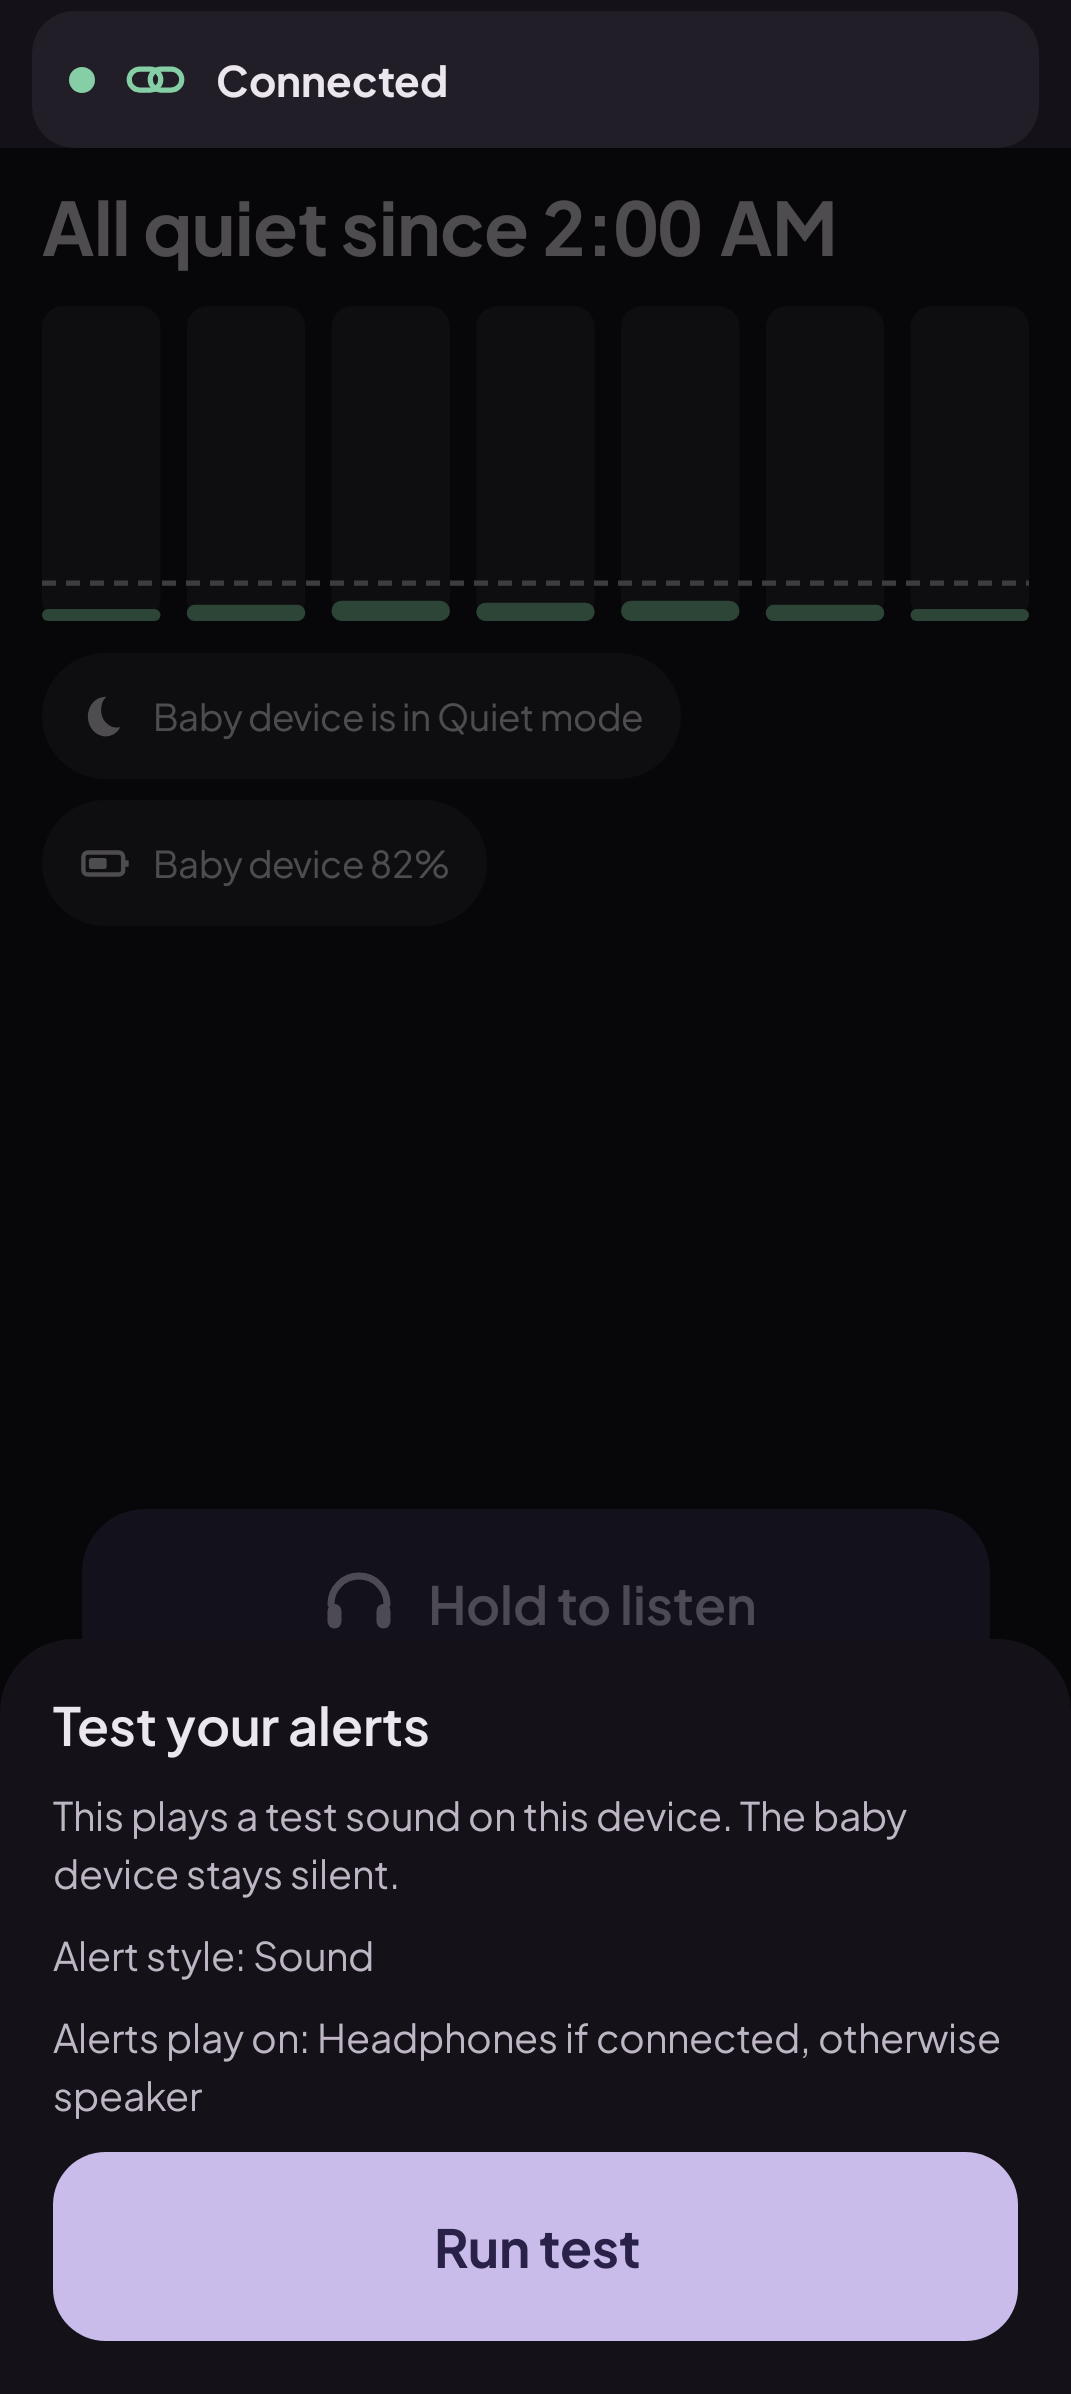 Connected
All quiet since 2:00 AM
Baby device is in Quiet mode
Baby device 82%
Hold to listen
Test your alerts
This plays a test sound on this device. The baby
device stays silent.
Alert style: Sound
Alerts play on: Headphones if connected, otherwise
speaker
Run test